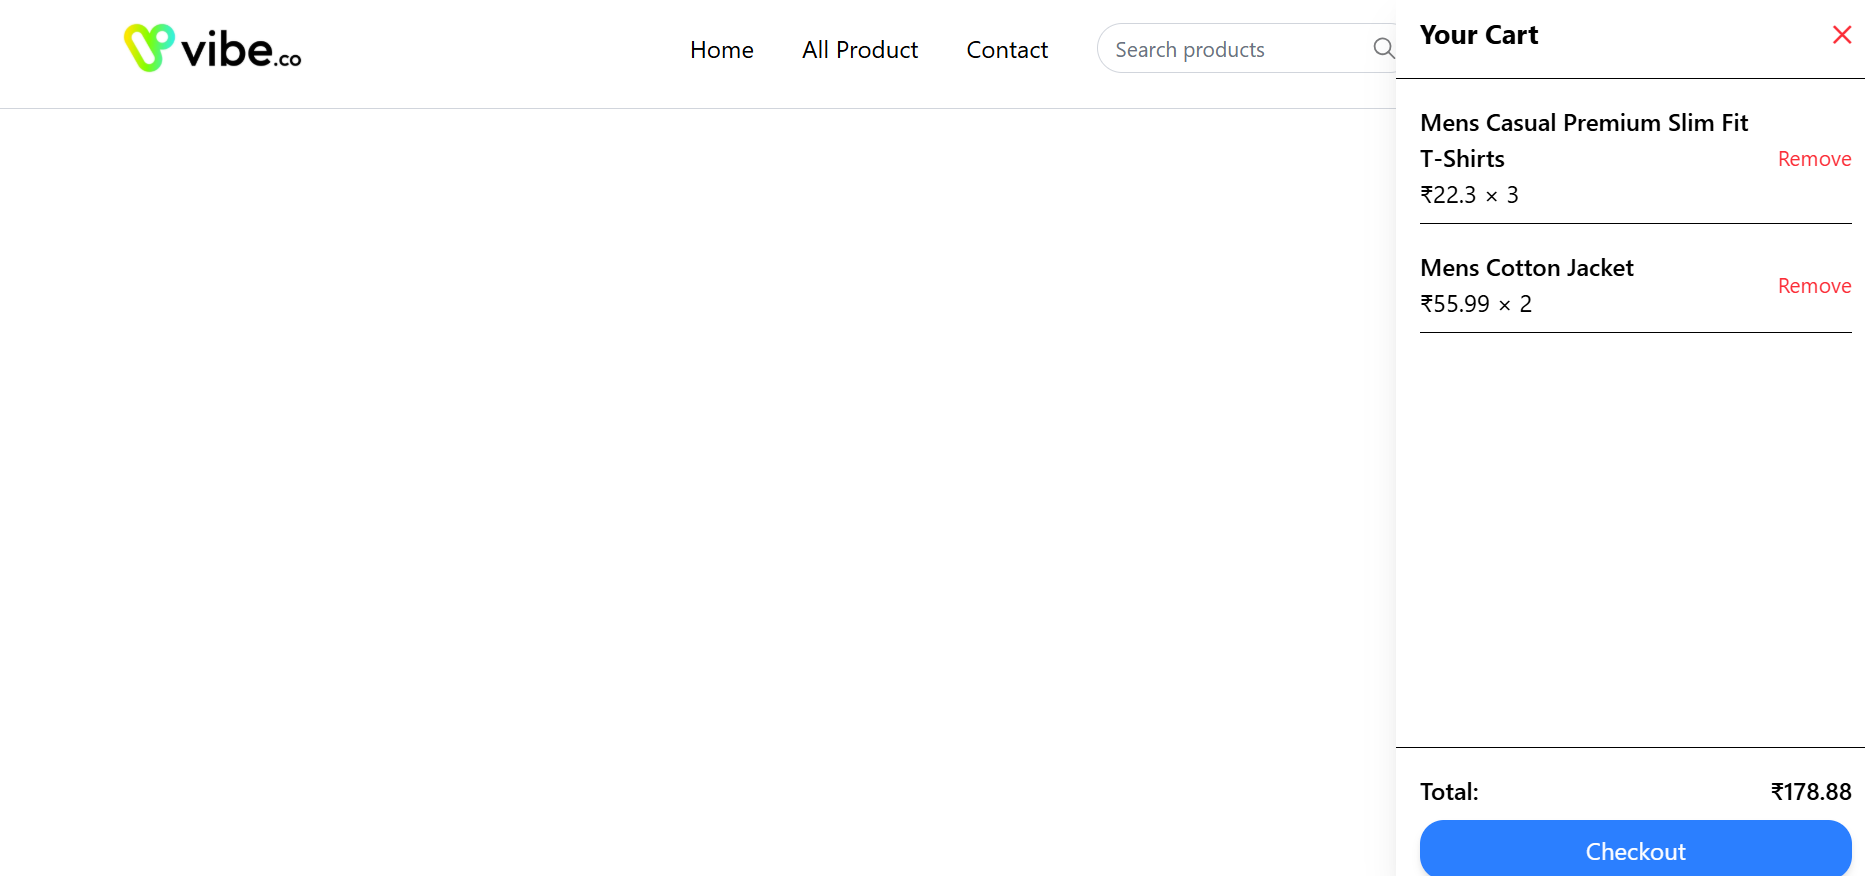 vibe.co
Home
All Product
Contact
Search products
Your Cart
Mens Casual Premium Slim Fit
T-Shirts
₹22.3 × 3
Remove
Mens Cotton Jacket
₹55.99 × 2
Remove
Total:
₹178.88
Checkout